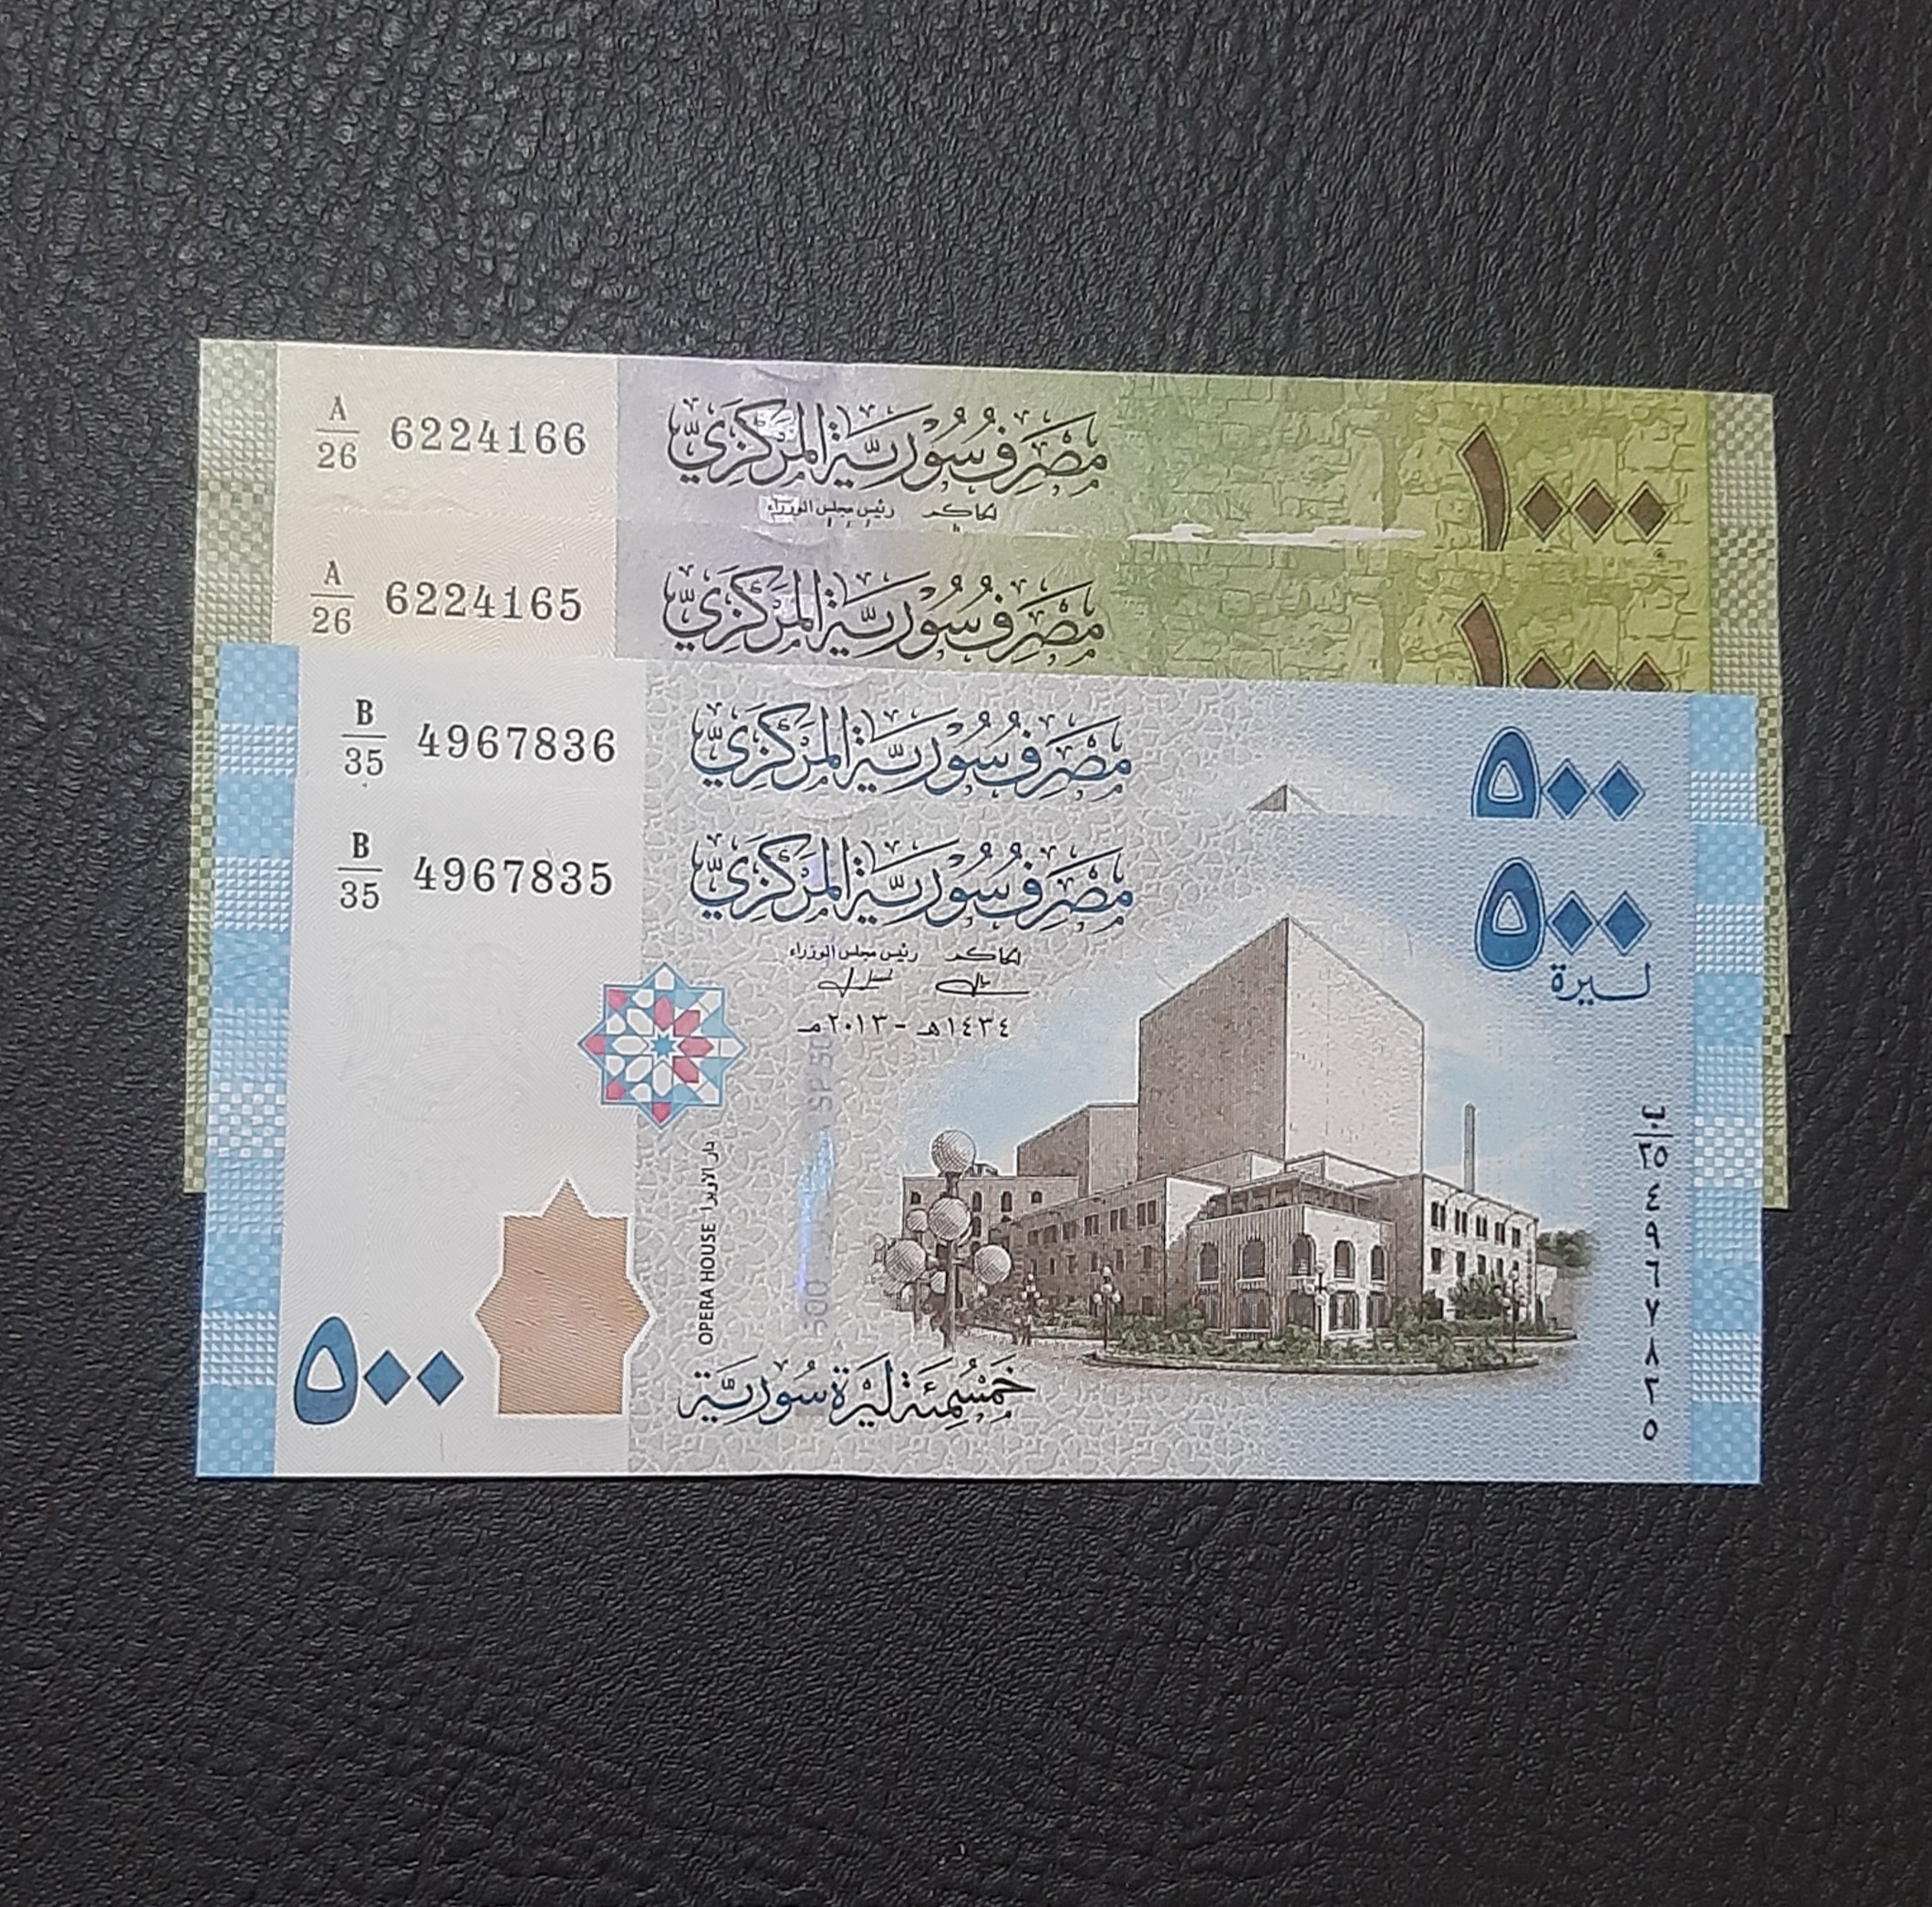 A
26
6224166
مصرف سورية المركزي
١٠٠٠
الحاكم رئيس مجلس الوزراء
A
26
6224165
مصرف سورية المركزي
١٠٠٠
B
35
4967836
مصرف سورية المركزي
٥٠٠
B
35
4967835
مصرف سورية المركزي
٥٠٠
ليرة
الحاكم رئيس مجلس الوزراء
١٤٣٤هـ - ٢٠١٣مـ
OPERA HOUSE دار الأوبرا
ب
٣٥
٤٩٦٧٨٣٥
٥٠٠
خمسمئة ليرة سورية